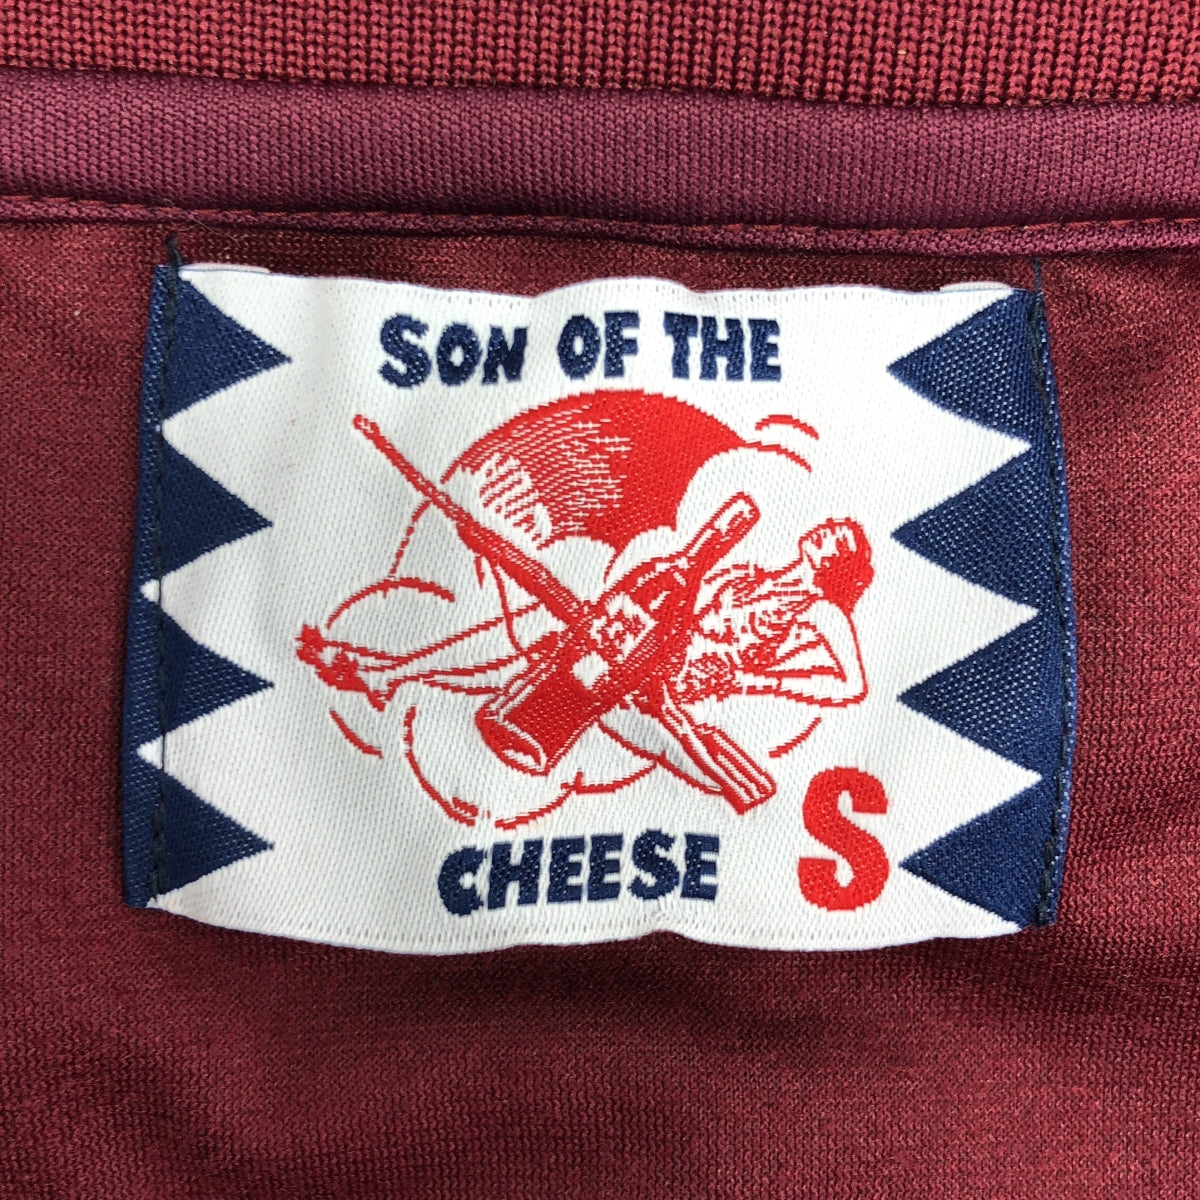 SON OF THE
CHEESE
S